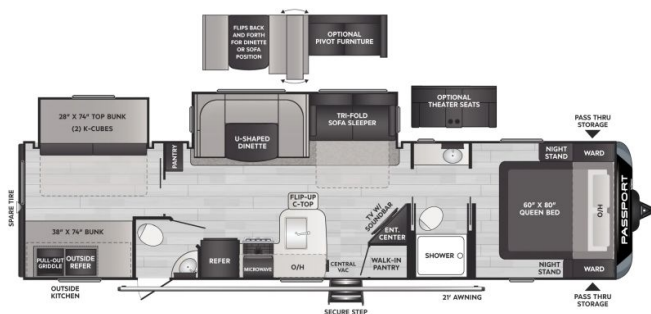 FLIPS BACK
AND FORTH
FOR DINETTE
OR SOFA
POSITION
OPTIONAL
PIVOT FURNITURE
28" X 74" TOP BUNK
(2) K-CUBES
PANTRY
U-SHAPED
DINETTE
TRI-FOLD
SOFA SLEEPER
OPTIONAL
THEATER SEATS
PASS THRU
STORAGE
NIGHT
STAND
WARD
SPARE TIRE
38" X 74" BUNK
PULL-OUT
GRIDDLE
OUTSIDE
REFER
OUTSIDE
KITCHEN
REFER
MICROWAVE
FLIP-UP
C-TOP
O/H
CENTRAL
VAC
TV W/
SOUNDBAR
ENT.
CENTER
WALK-IN
PANTRY
SHOWER
60" X 80"
QUEEN BED
O/H
PASSPORT
NIGHT
STAND
WARD
SECURE STEP
21' AWNING
PASS THRU
STORAGE